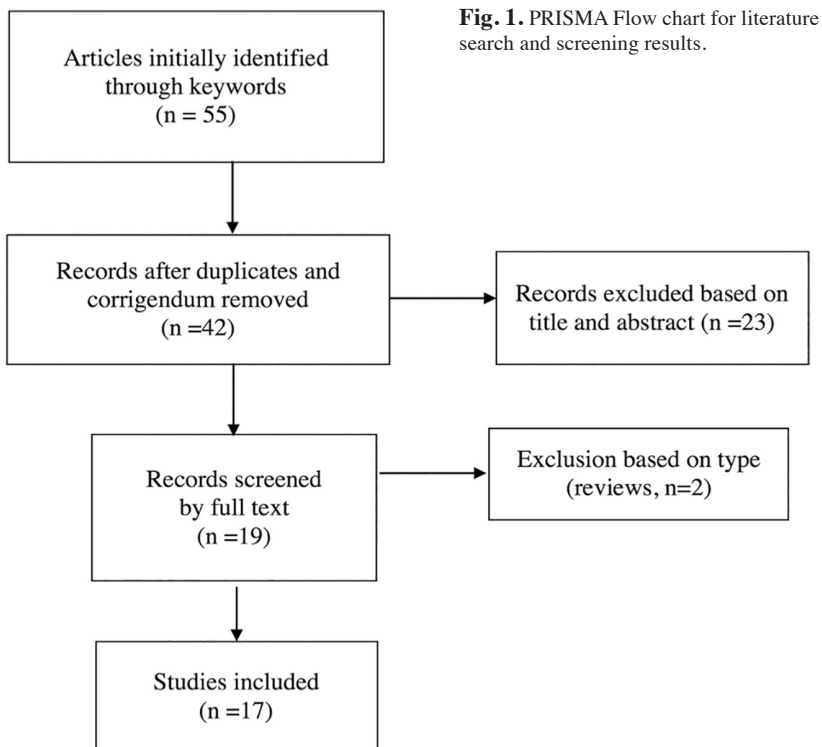 Fig. 1. PRISMA Flow chart for literature
search and screening results.
Articles initially identified
through keywords
(n = 55)
Records after duplicates and
corrigendum removed
(n =42)
Records excluded based on
title and abstract (n =23)
Records screened
by full text
(n =19)
Exclusion based on type
(reviews, n=2)
Studies included
(n =17)